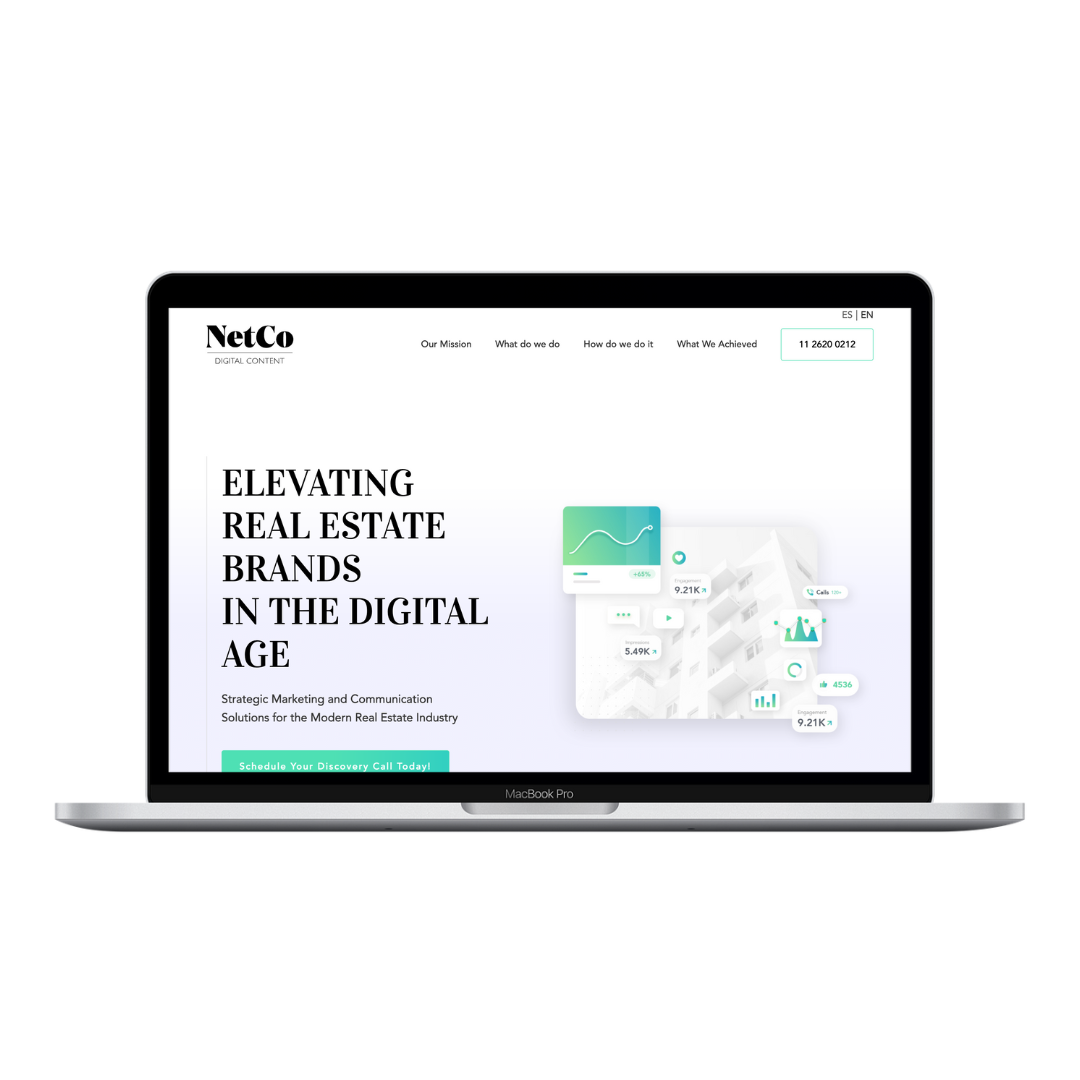 ES | EN
NetCo
DIGITAL CONTENT
Our Mission
What do we do
How do we do it
What We Achieved
11 2620 0212
ELEVATING
REAL ESTATE
BRANDS
IN THE DIGITAL
AGE
Strategic Marketing and Communication
Solutions for the Modern Real Estate Industry
Schedule Your Discovery Call Today!
+65%
Engagement
9.21K
Calls
Impressions
5.49K
4536
Engagement
9.21K
MacBook Pro